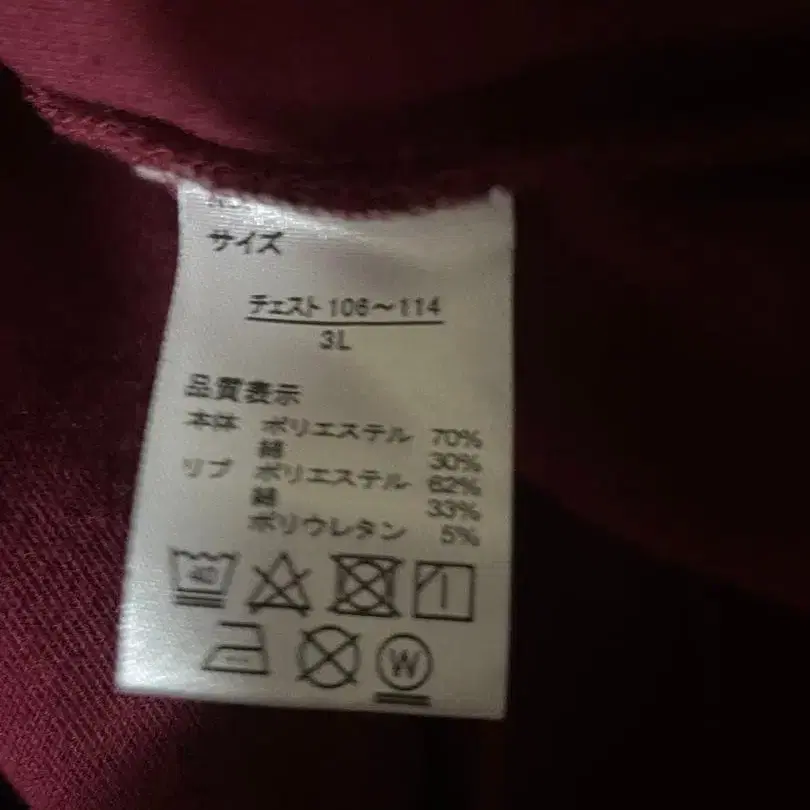 サイズ
チェスト 106～114
3L
品質表示
本体 ポリエステル 70%
綿 30%
リブ ポリエステル 62%
綿 33%
ポリウレタン 5%
40
W